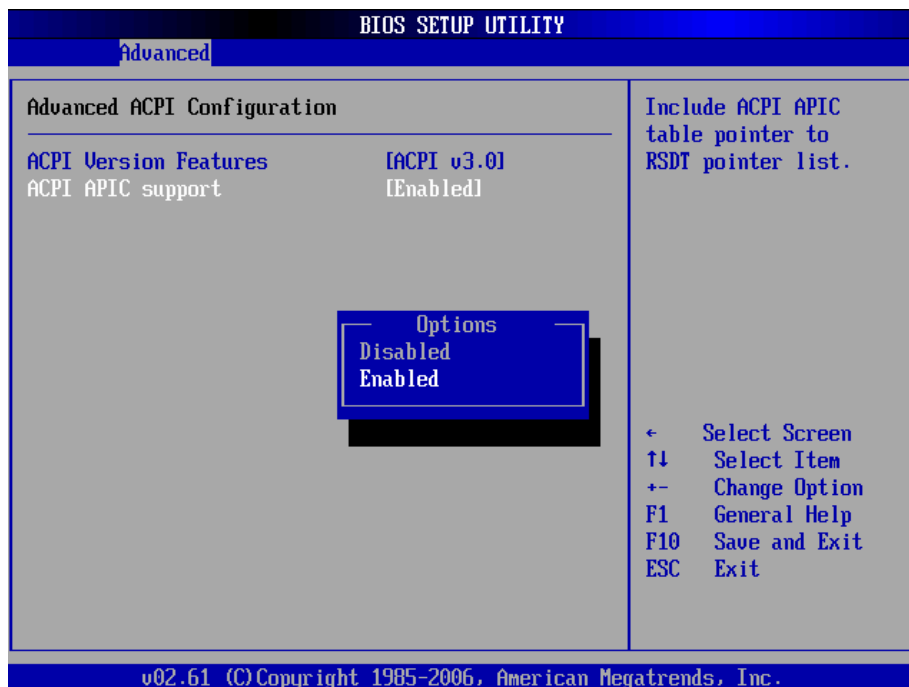 BIOS SETUP UTILITY
Advanced
Advanced ACPI Configuration
ACPI Version Features [ACPI v3.0]
ACPI APIC support [Enabled]
Options
Disabled
Enabled
Include ACPI APIC
table pointer to
RSDT pointer list.
← Select Screen
↑↓ Select Item
+- Change Option
F1 General Help
F10 Save and Exit
ESC Exit
v02.61 (C)Copyright 1985-2006, American Megatrends, Inc.